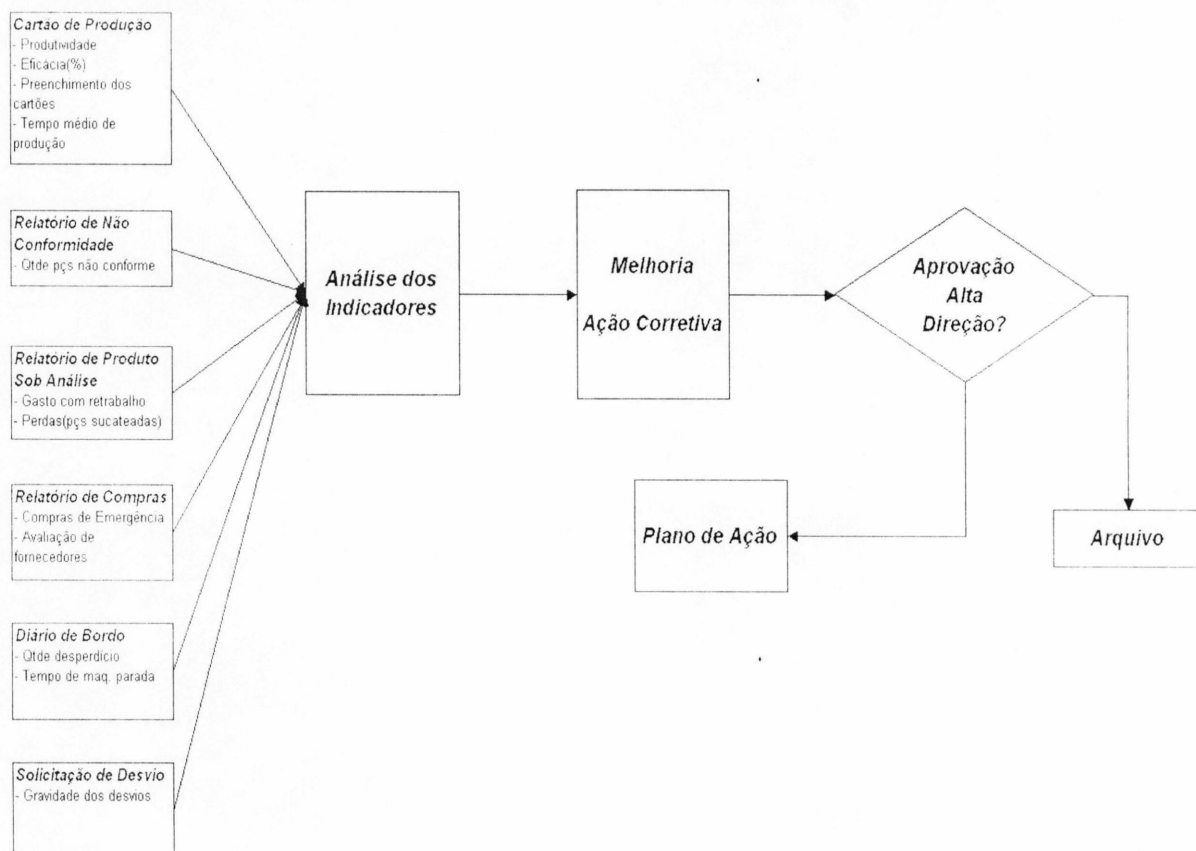 Cartão de Produção
- Produtividade
- Eficácia(%)
- Preenchimento dos
cartões
- Tempo médio de
produção
Relatório de Não
Conformidade
- Qtde pçs não conforme
Relatório de Produto
Sob Análise
- Gasto com retrabalho
- Perdas(pçs sucateadas)
Relatório de Compras
- Compras de Emergência
- Avaliação de
fornecedores
Diário de Bordo
- Qtde desperdício
- Tempo de maq. parada
Solicitação de Desvio
- Gravidade dos desvios
Análise dos
Indicadores
Melhoria
Ação Corretiva
Aprovação
Alta
Direção?
Plano de Ação
Arquivo